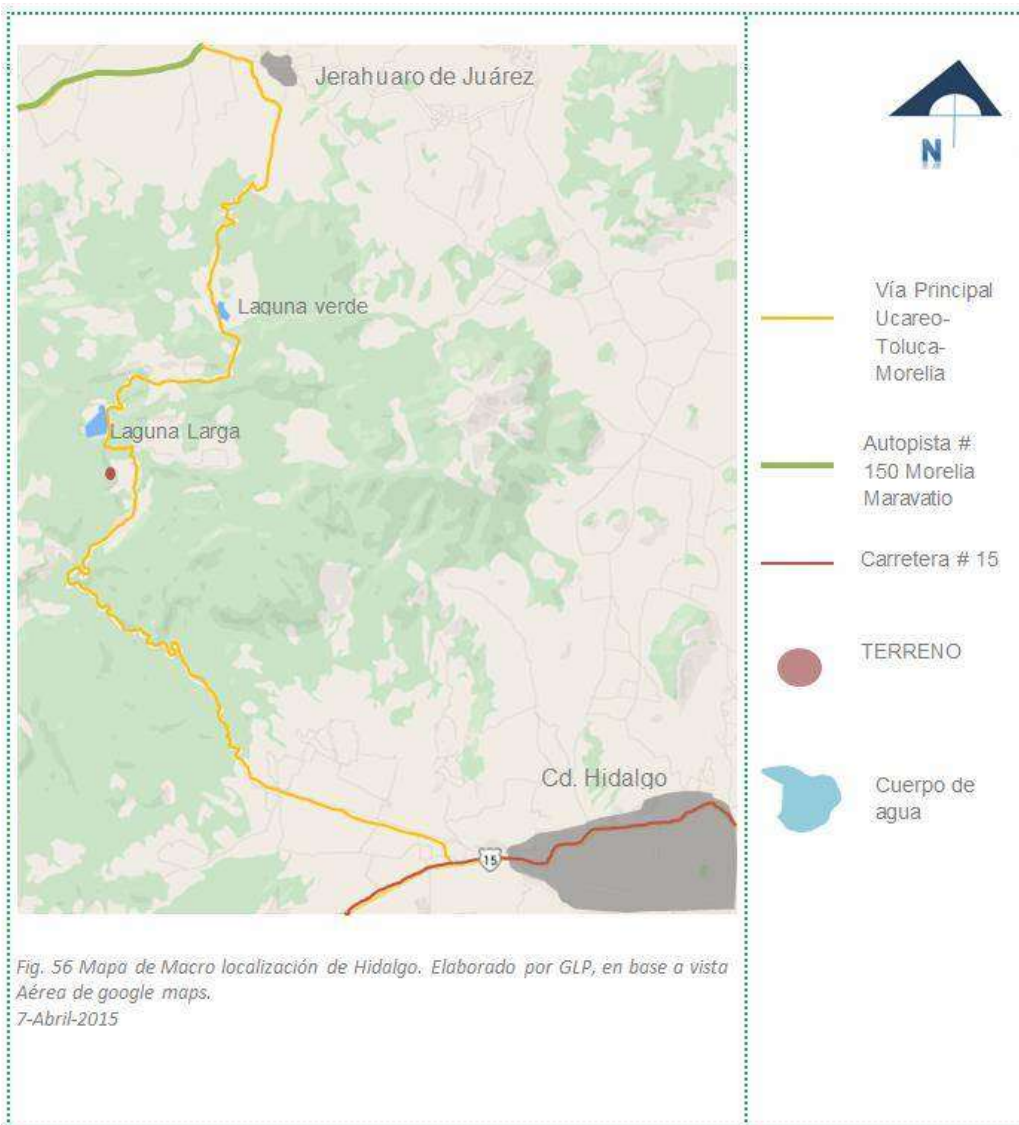 Jerahuaro de Juárez
Laguna verde
Laguna Larga
Cd. Hidalgo
15
Fig. 56 Mapa de Macro localización de Hidalgo. Elaborado por GLP, en base a vista
Aérea de google maps.
7-Abril-2015
N
Vía Principal
Ucareo-
Toluca-
Morelia
Autopista #
150 Morelia
Maravatio
Carretera # 15
TERRENO
Cuerpo de
agua